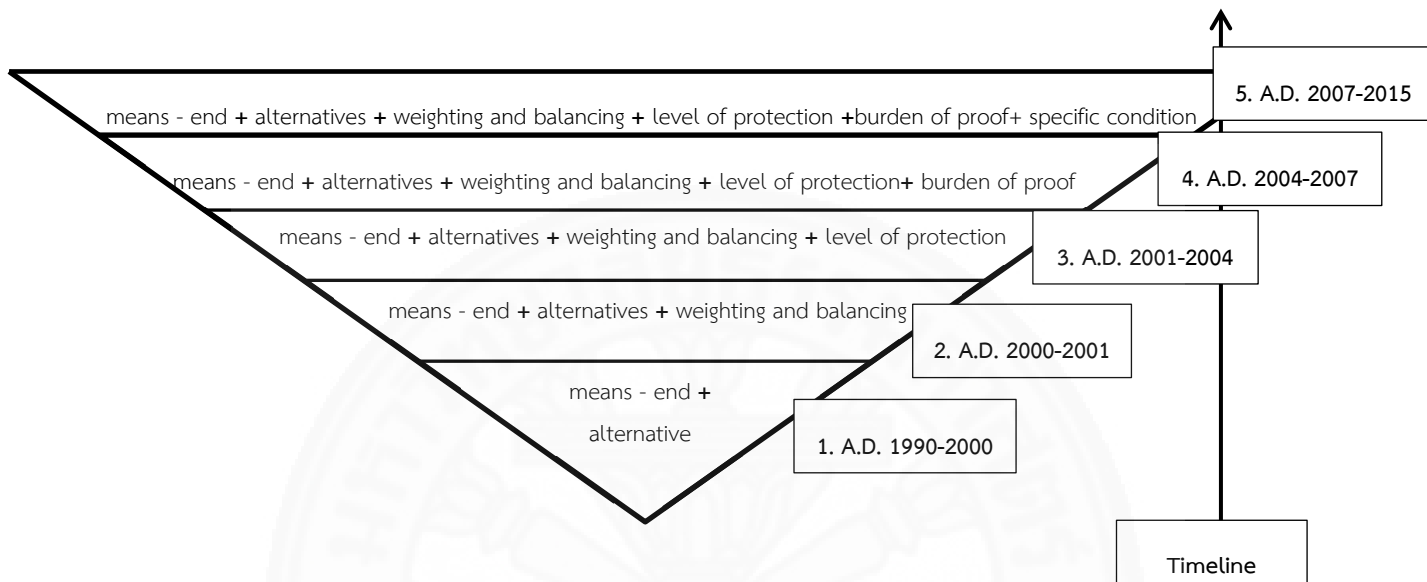 5. A.D. 2007-2015
means - end + alternatives + weighting and balancing + level of protection +burden of proof+ specific condition
4. A.D. 2004-2007
means - end + alternatives + weighting and balancing + level of protection+ burden of proof
3. A.D. 2001-2004
means - end + alternatives + weighting and balancing + level of protection
means - end + alternatives + weighting and balancing
2. A.D. 2000-2001
means - end +
alternative
1. A.D. 1990-2000
Timeline